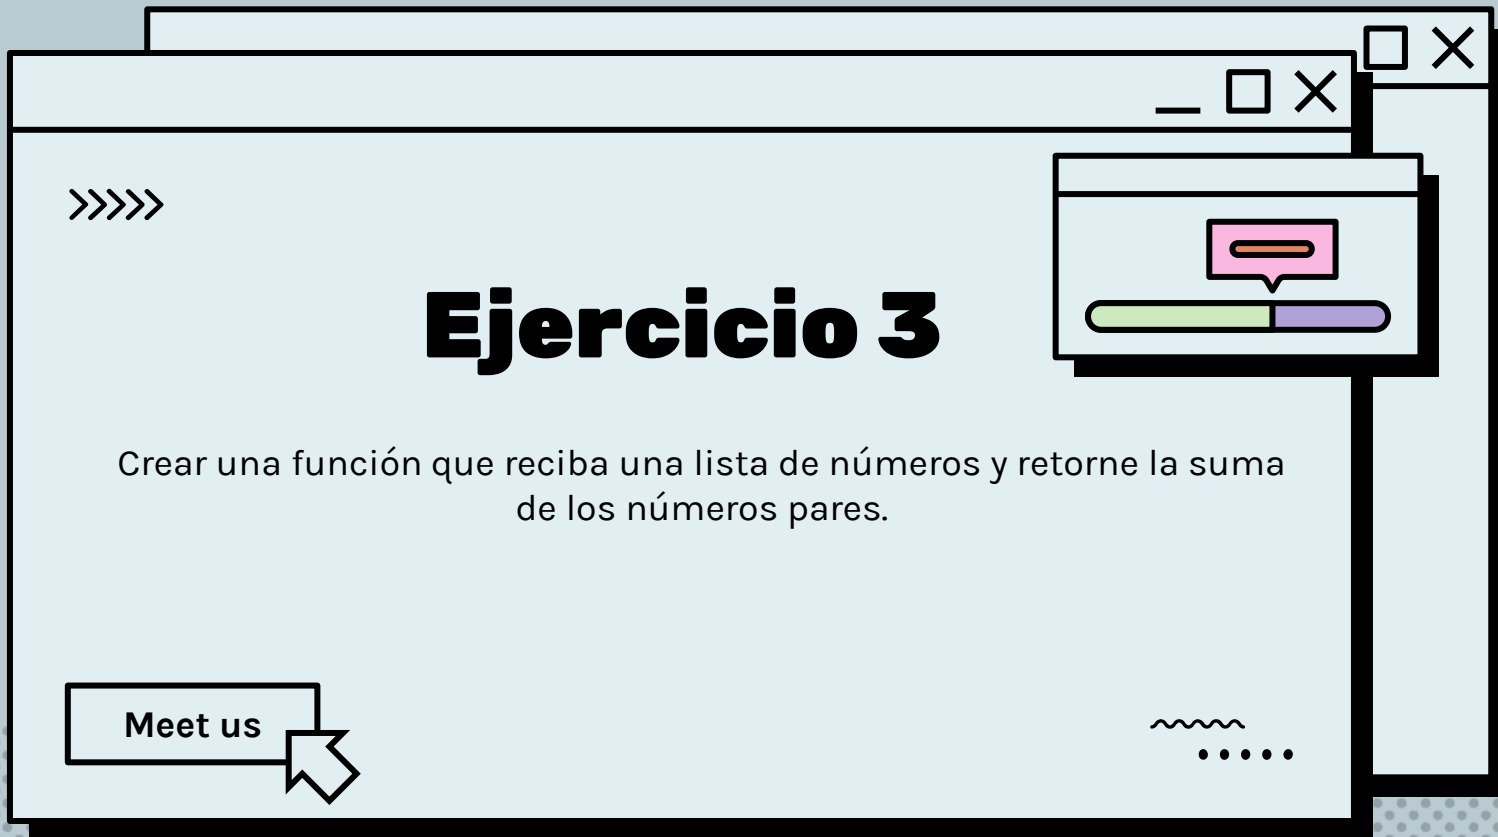 Ejercicio 3
Crear una función que reciba una lista de números y retorne la suma
de los números pares.
Meet us